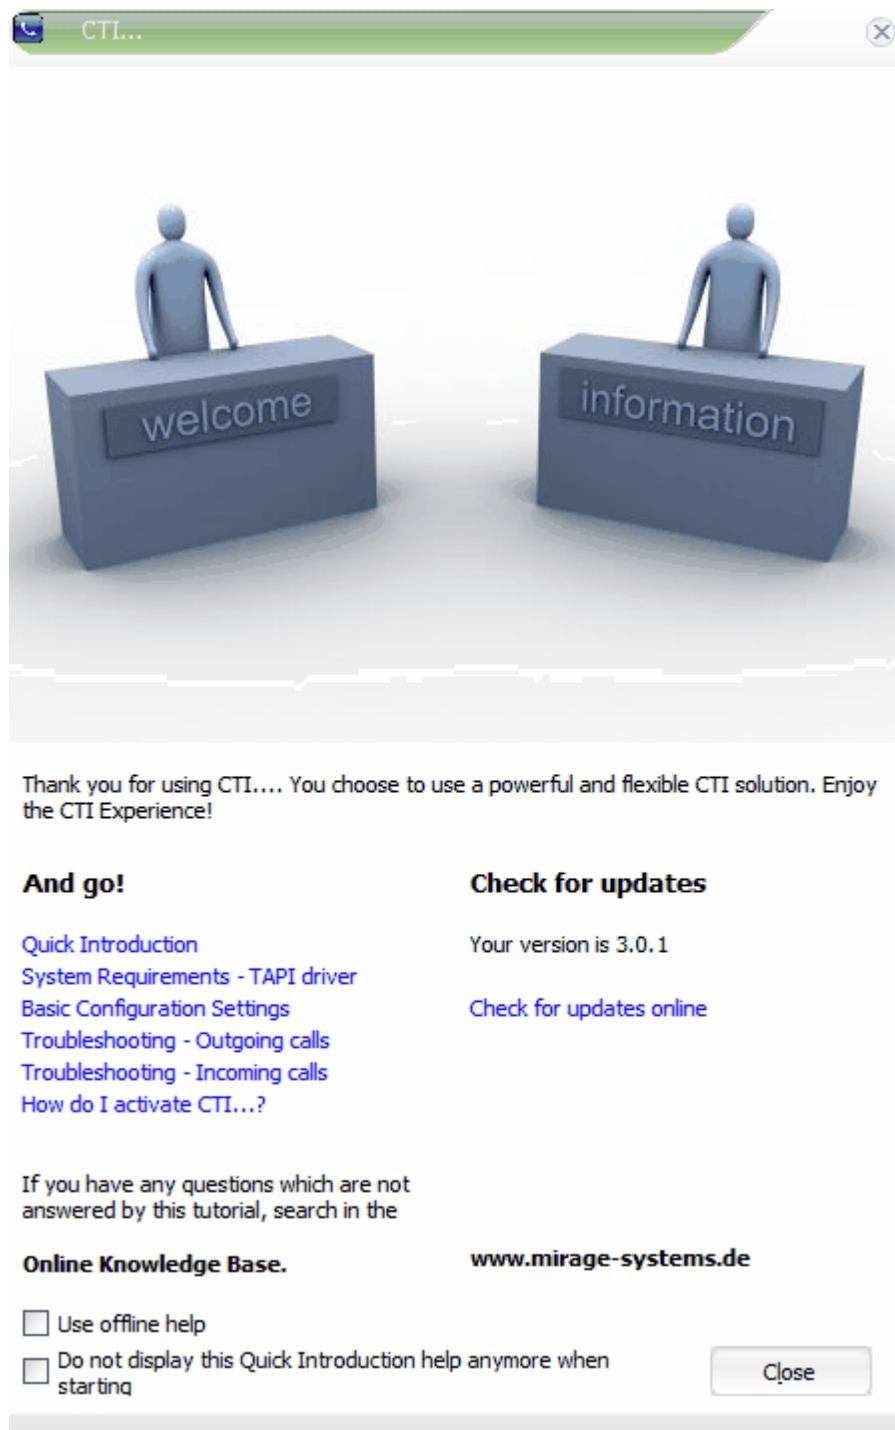 CTI...
welcome
information
Thank you for using CTI.... You choose to use a powerful and flexible CTI solution. Enjoy
the CTI Experience!
And go!
Quick Introduction
System Requirements - TAPI driver
Basic Configuration Settings
Troubleshooting - Outgoing calls
Troubleshooting - Incoming calls
How do I activate CTI...?
Check for updates
Your version is 3.0.1
Check for updates online
If you have any questions which are not
answered by this tutorial, search in the
Online Knowledge Base.
www.mirage-systems.de
Use offline help
Do not display this Quick Introduction help anymore when
starting
Close